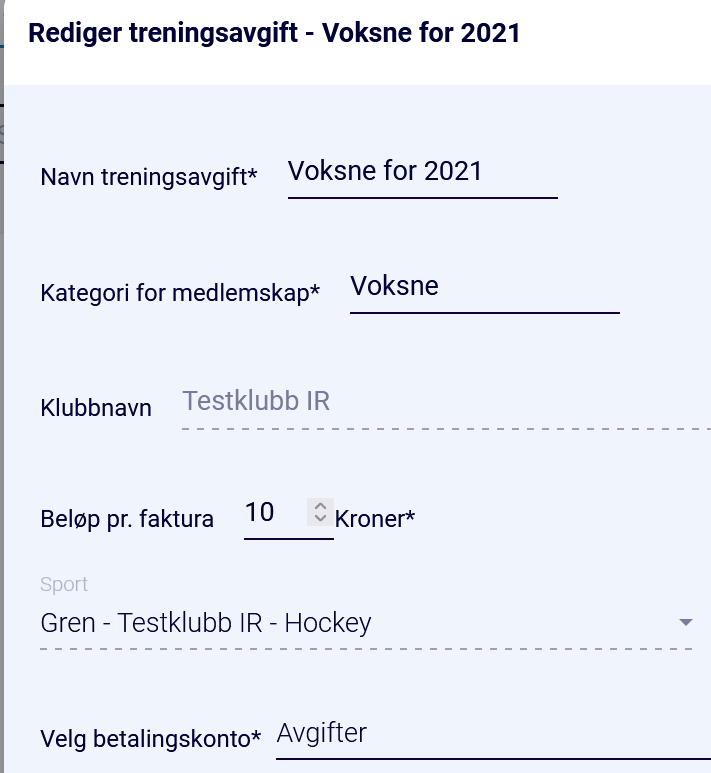 Rediger treningsavgift - Voksne for 2021
Navn treningsavgift* Voksne for 2021
Kategori for medlemskap* Voksne
Klubbnavn Testklubb IR
Beløp pr. faktura 10 Kroner*
Sport
Gren - Testklubb IR - Hockey
Velg betalingskonto* Avgifter